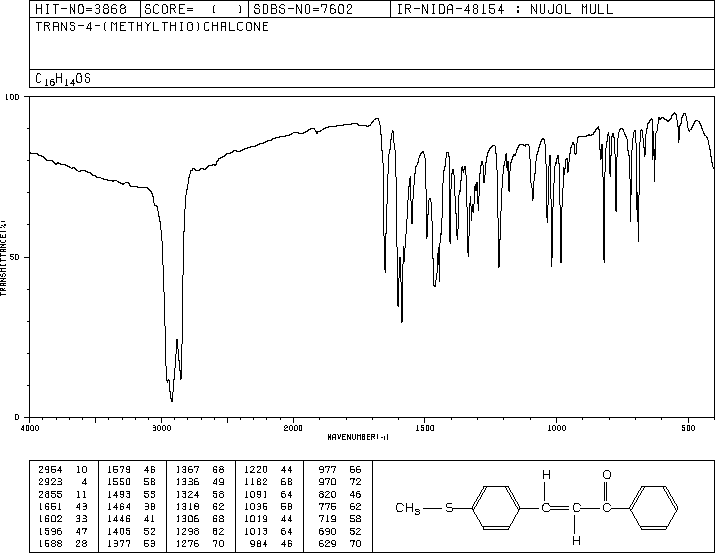 HIT-NO=3868 SCORE= ( ) SDBS-NO=7602 IR-NIDA-48154 : NUJOL MULL
TRANS-4-(METHYLTHIO)CHALCONE
C16H14OS
100
50
0
TRANSMITTANCE(%)
4000 3000 2000 1500 1000 500
WAVENUMBER(-1)
2954 10 1579 46 1367 68 1220 44 977 66
2923 4 1550 58 1336 49 1182 68 970 72
2855 11 1493 55 1324 58 1091 64 820 46
1651 43 1464 39 1318 62 1036 58 775 62
1602 33 1446 41 1306 68 1019 44 719 58
1596 47 1405 52 1298 62 1013 64 690 52
1588 28 1377 53 1276 70 984 46 629 70
H O
CH3 S
H